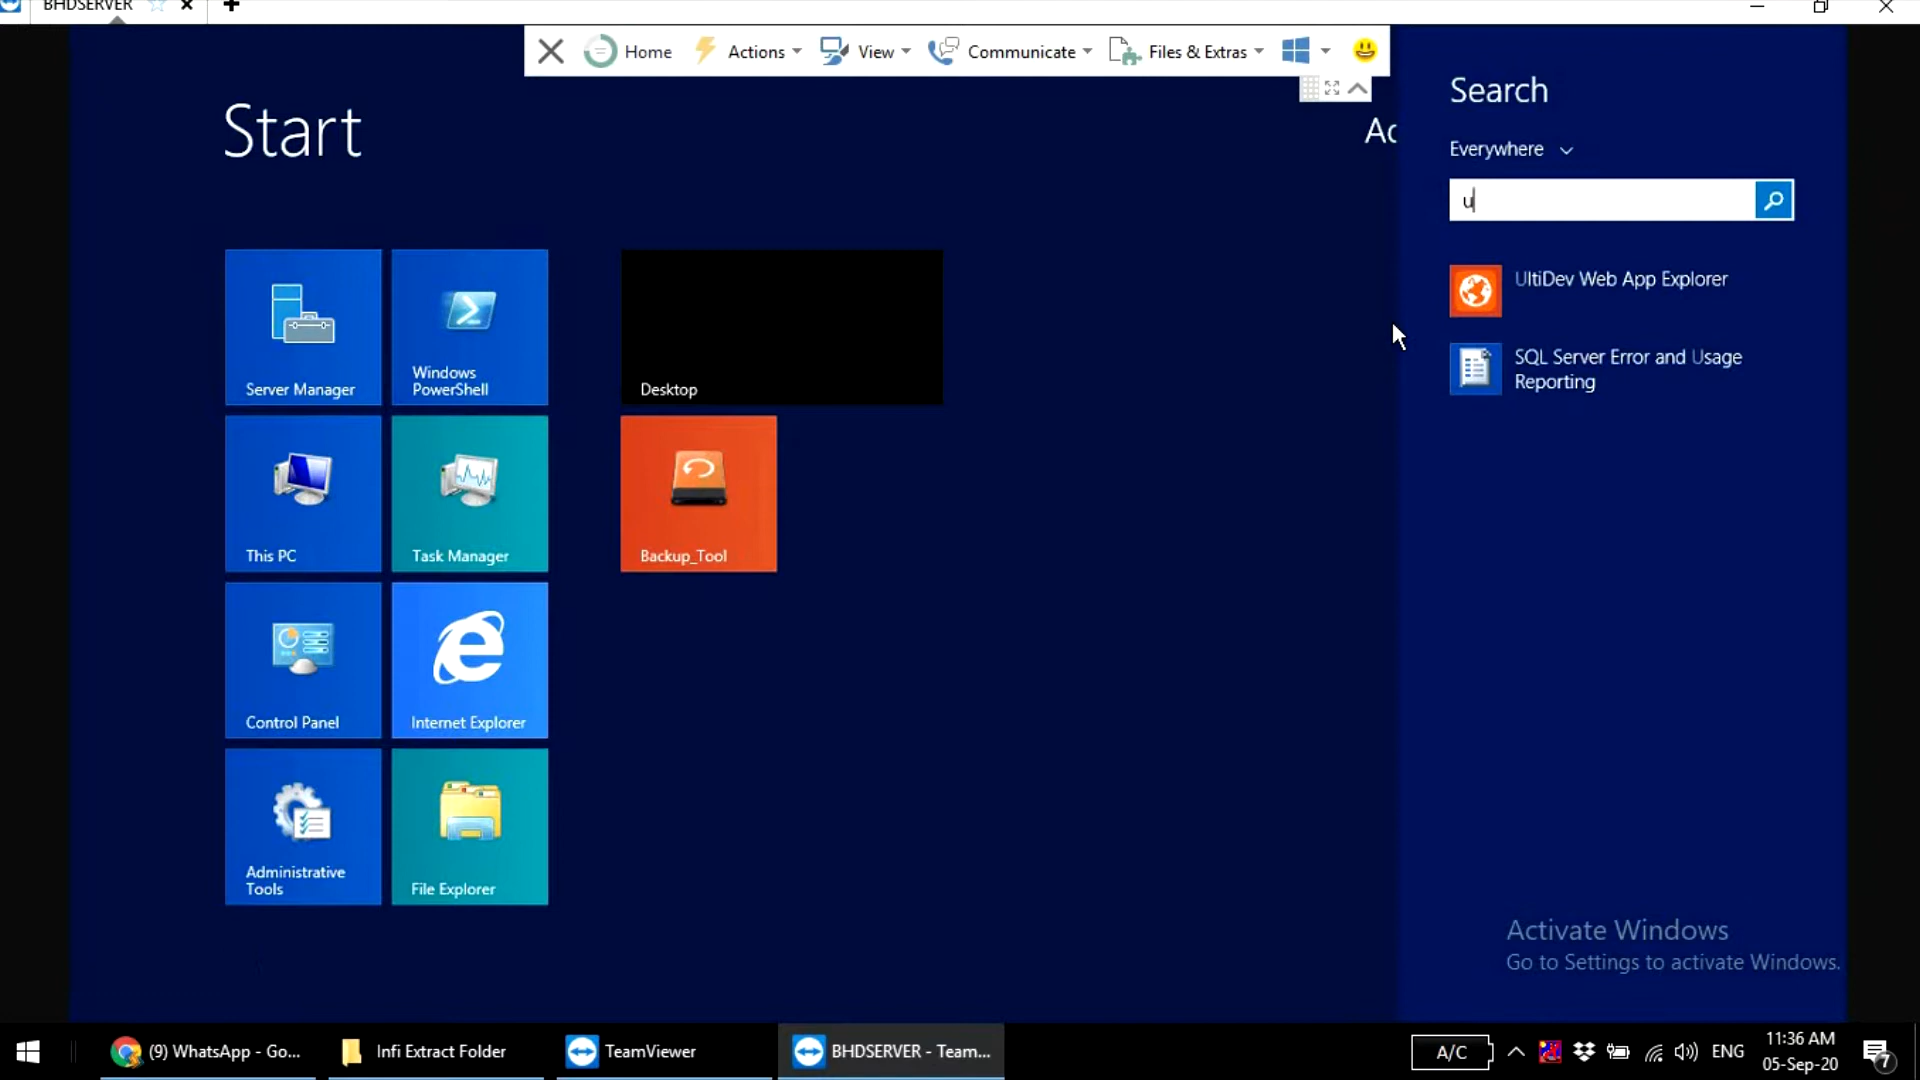 BHDSERVER
Home
Actions
View
Communicate
Files & Extras
Start
Ac
Search
Everywhere
u
UltiDev Web App Explorer
SQL Server Error and Usage
Reporting
Server Manager
Windows
PowerShell
Desktop
This PC
Task Manager
Backup_Tool
Control Panel
Internet Explorer
Administrative
Tools
File Explorer
Activate Windows
Go to Settings to activate Windows.
(9) WhatsApp - Go...
Infi Extract Folder
TeamViewer
BHDSERVER - Team...
A/C
ENG
11:36 AM
05-Sep-20
7